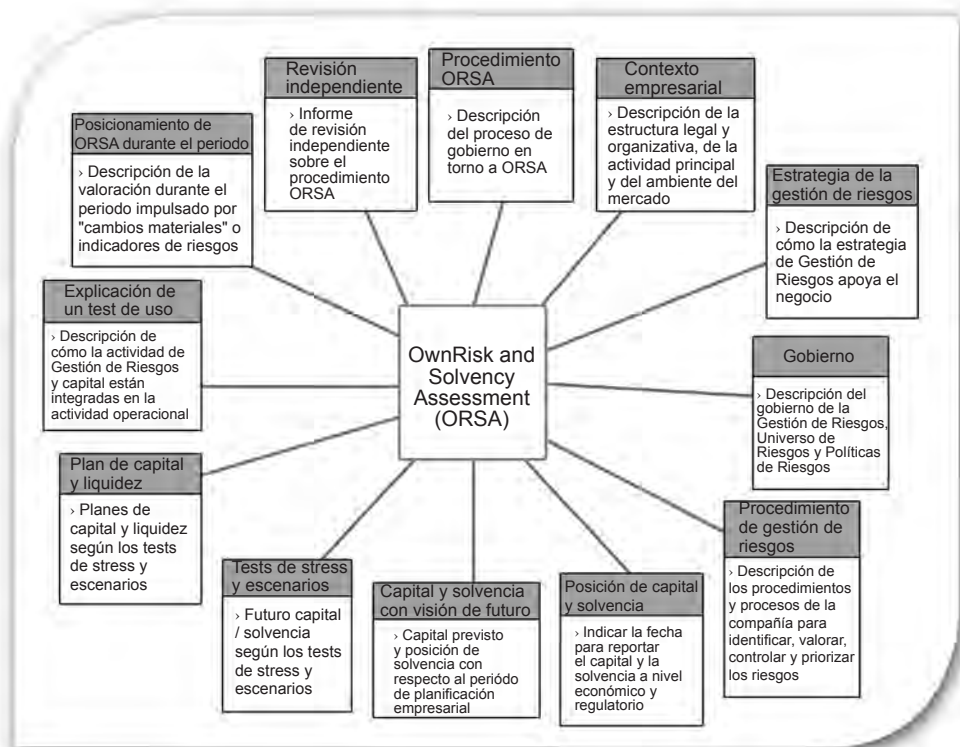 Procedimiento
ORSA
› Descripción
del proceso de
gobierno en
torno a ORSA
Contexto
empresarial
› Descripción de la
estructura legal y
organizativa, de la
actividad principal
y del ambiente del
mercado
Estrategia de la
gestión de riesgos
› Descripción de
cómo la estrategia
de Gestión de
Riesgos apoya el
negocio
Gobierno
› Descripción del
gobierno de la
Gestión de Riesgos,
Universo de
Riesgos y Políticas
de Riesgos
Procedimiento
de gestión de
riesgos
› Descripción de
los procedimientos
y procesos de la
compañía para
identificar, valorar,
controlar y priorizar
los riesgos
Posición de capital
y solvencia
› Indicar la fecha
para reportar
el capital y la
solvencia a nivel
económico y
regulatorio
Capital y solvencia
con visión de futuro
› Capital previsto
y posición de
solvencia con
respecto al periódo
de planificación
empresarial
Tests de stress
y escenarios
› Futuro capital
/ solvencia
según los tests
de stress y
escenarios
Plan de capital
y liquidez
› Planes de
capital y liquidez
según los tests
de stress y
escenarios
Explicación de
un test de uso
› Descripción de
cómo la actividad de
Gestión de Riesgos
y capital están
integradas en la
actividad operacional
Posicionamiento de
ORSA durante el periodo
› Descripción de la
valoración durante el
periodo impulsado por
"cambios materiales" o
indicadores de riesgos
Revisión
independiente
› Informe
de revisión
independiente
sobre el
procedimiento
ORSA
OwnRisk and
Solvency
Assessment
(ORSA)